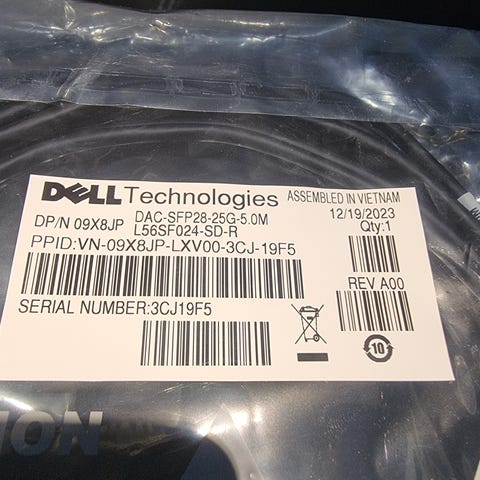 DELL Technologies
ASSEMBLED IN VIETNAM
DP/N 09X8JP
DAC-SFP28-25G-5.0M
L56SF024-SD-R
12/19/2023
Qty:1
PPID:VN-09X8JP-LXV00-3CJ-19F5
REV A00
SERIAL NUMBER:3CJ19F5
10
ION